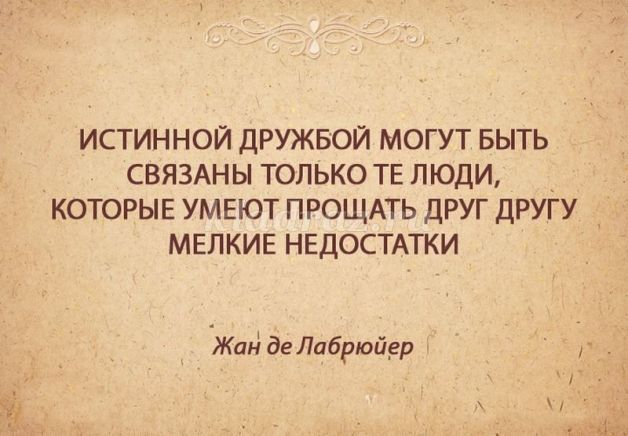 ИСТИННОЙ ДРУЖБОЙ МОГУТ БЫТЬ
СВЯЗАНЫ ТОЛЬКО ТЕ ЛЮДИ,
КОТОРЫЕ УМЕЮТ ПРОЩАТЬ ДРУГ ДРУГУ
МЕЛКИЕ НЕДОСТАТКИ
Жан де Лабрюйер